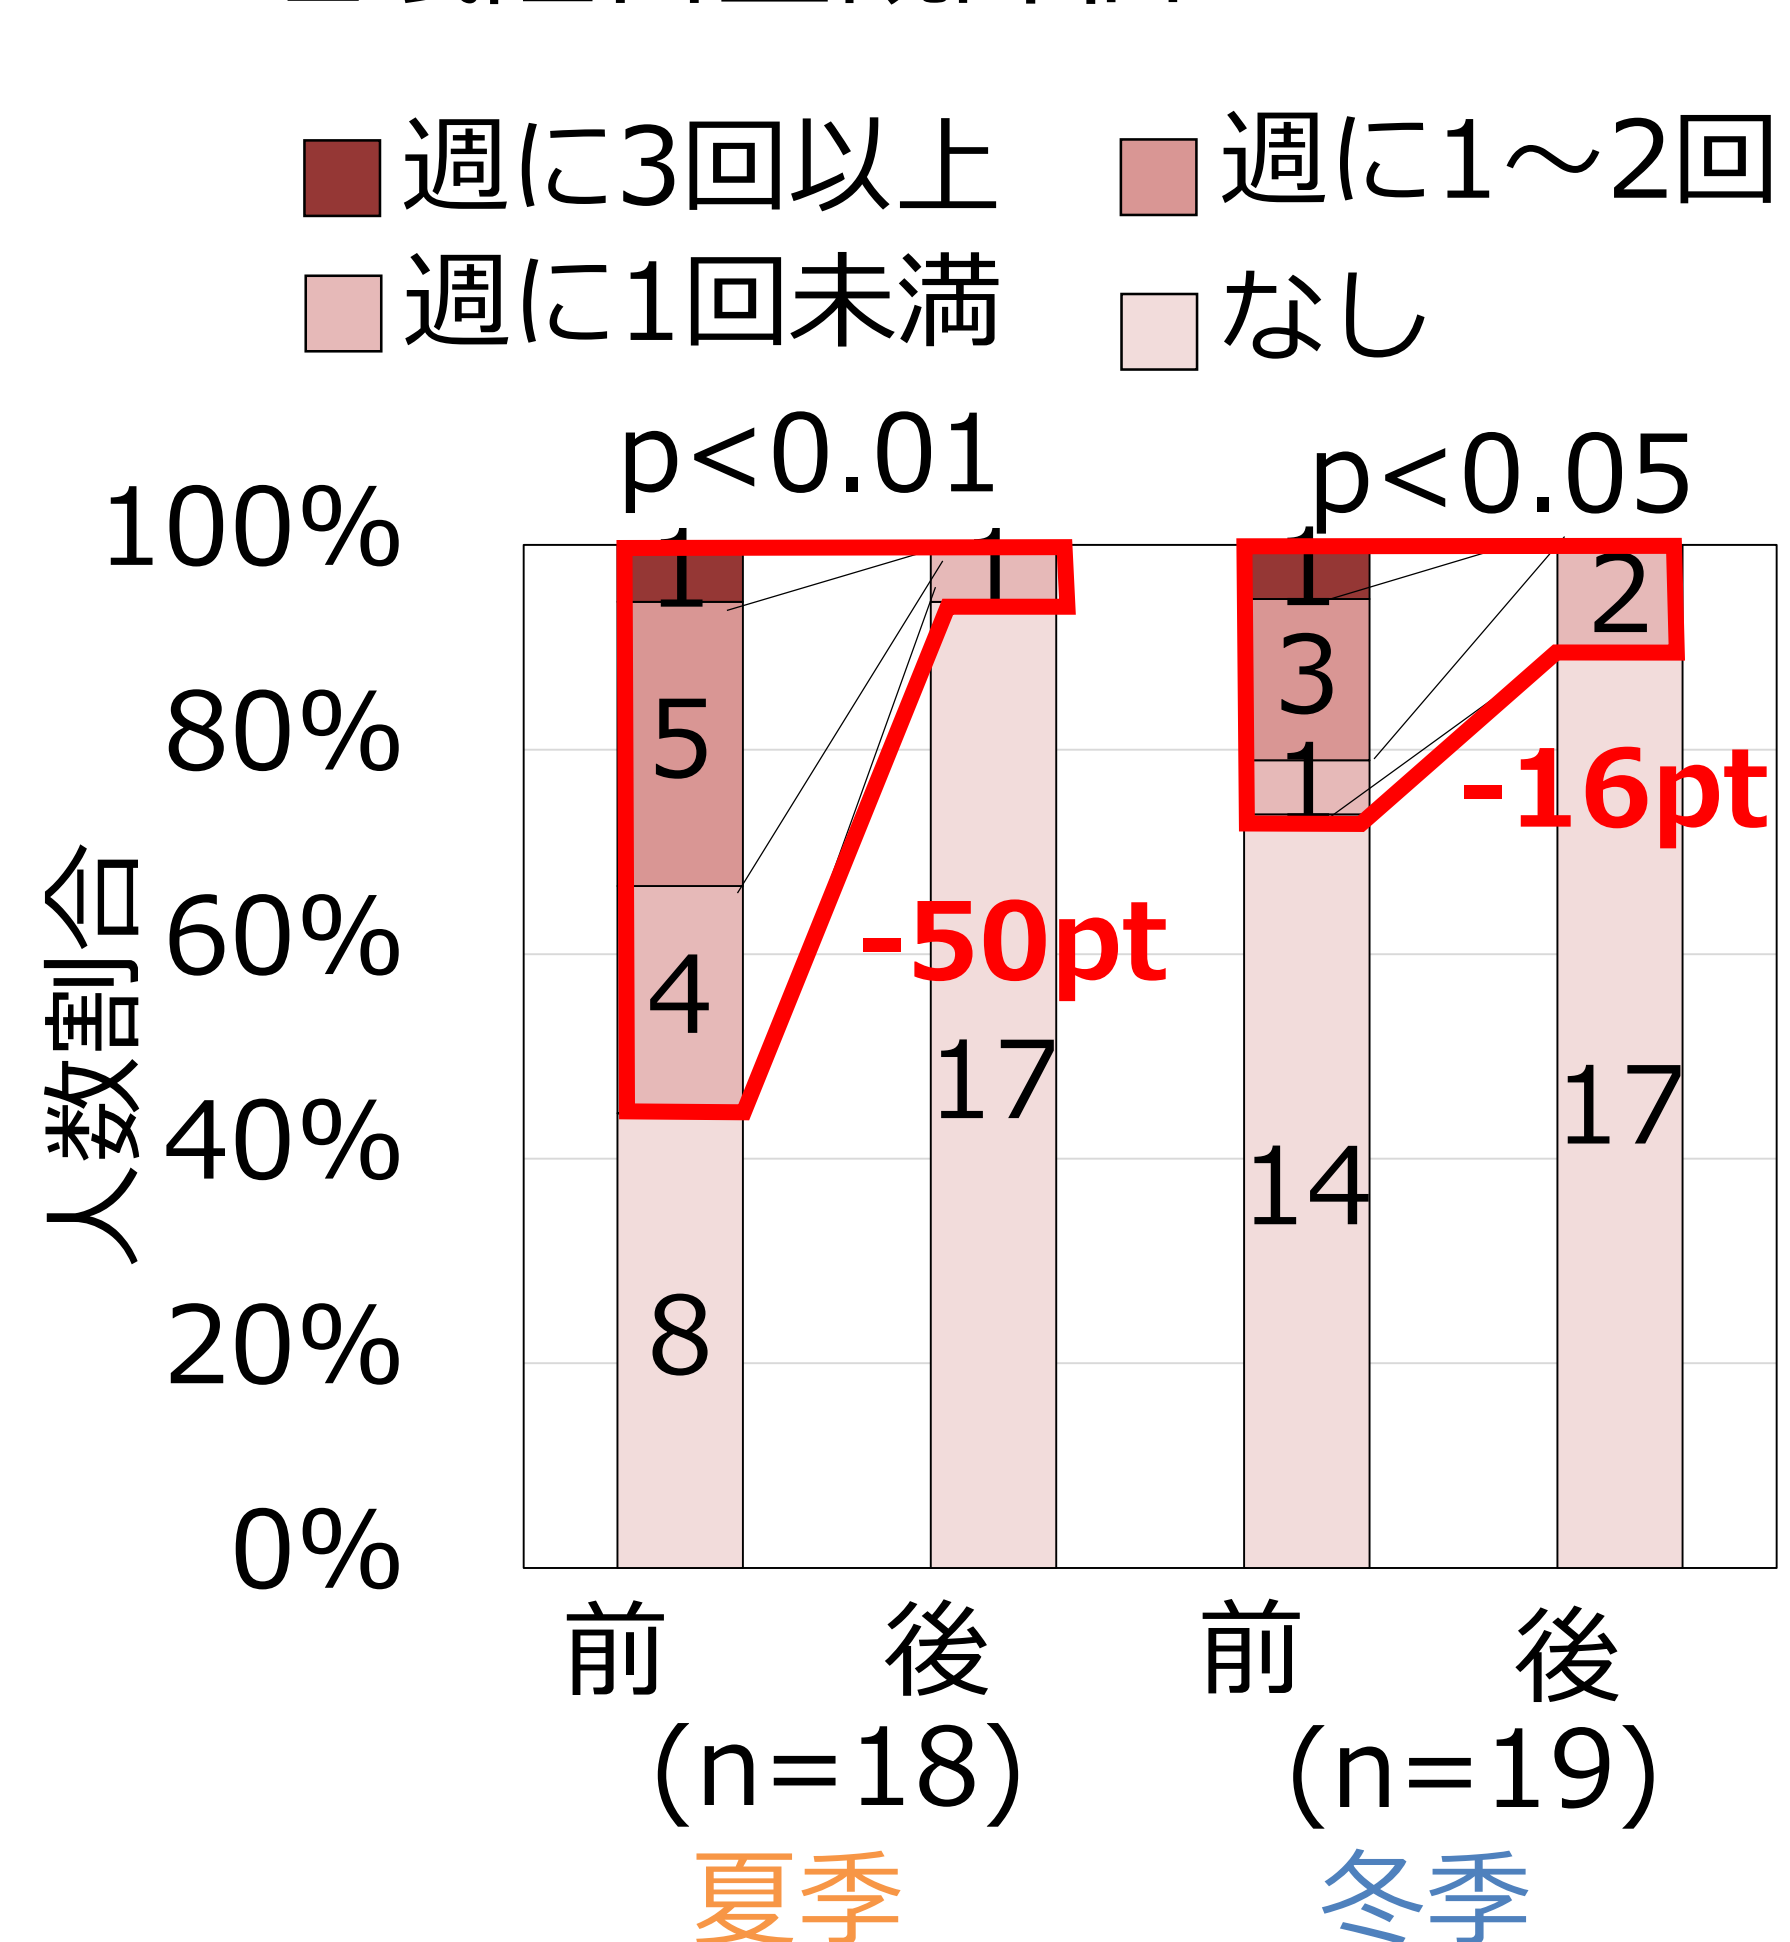 週に3回以上 週に1～2回
週に1回未満 なし
p<0.01 p<0.05
100%
80%
60%
40%
20%
0%
人数割合
1 1 1 2
5 3
1
4
17 17
14
8
-16pt
-50pt
前 後 前 後
(n=18) (n=19)
夏季 冬季